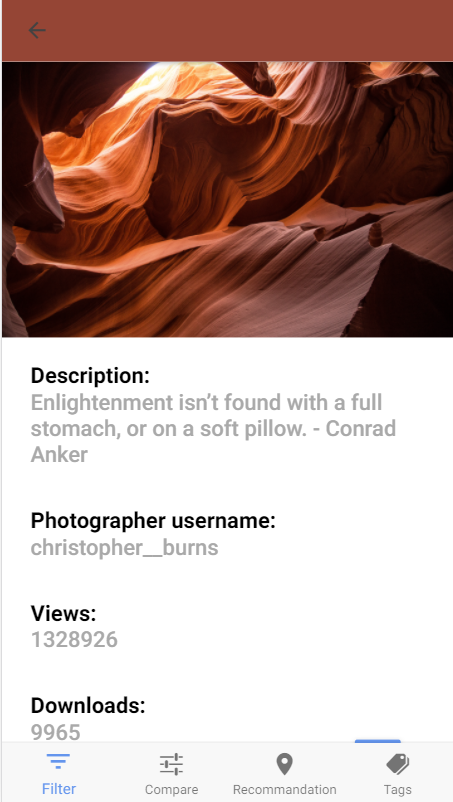 Description:
Enlightenment isn’t found with a full
stomach, or on a soft pillow. - Conrad
Anker
Photographer username:
christopher__burns
Views:
1328926
Downloads:
9965
Filter
Compare
Recommandation
Tags